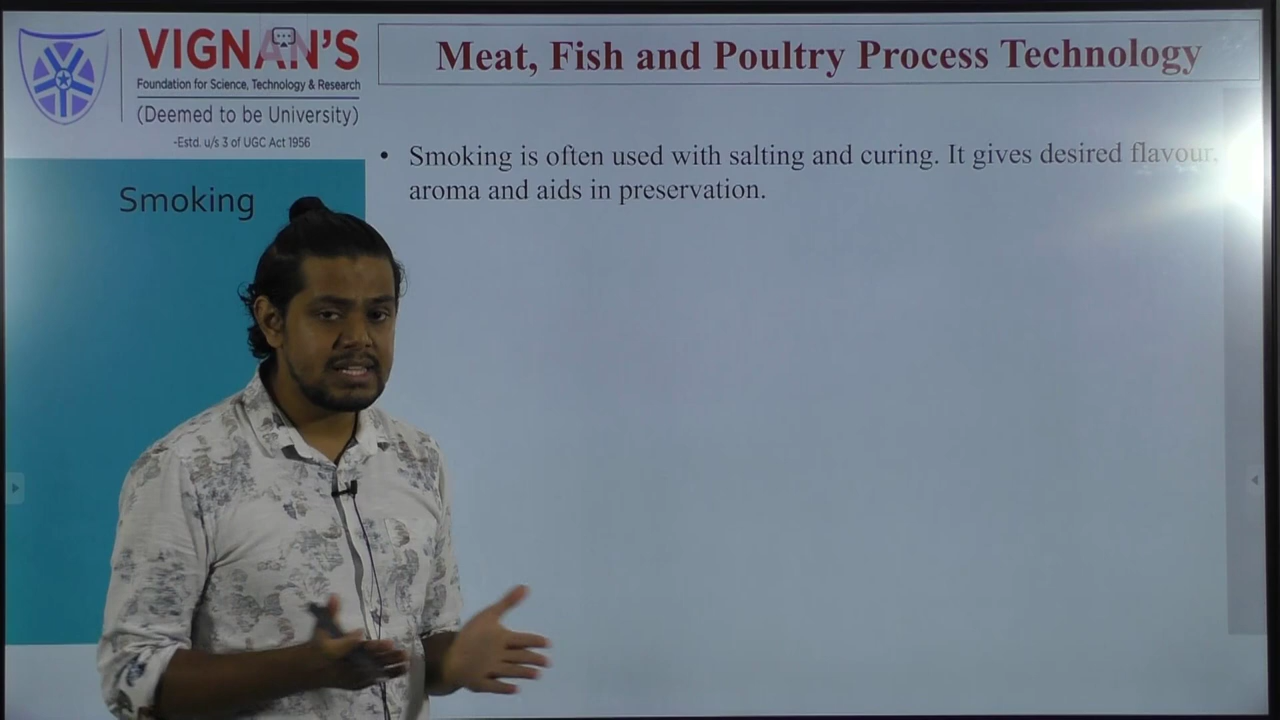 VIGNAN'S
Foundation for Science, Technology & Research
(Deemed to be University)
-Estd. u/s 3 of UGC Act 1956
Meat, Fish and Poultry Process Technology
Smoking
• Smoking is often used with salting and curing. It gives desired flavour,
aroma and aids in preservation.